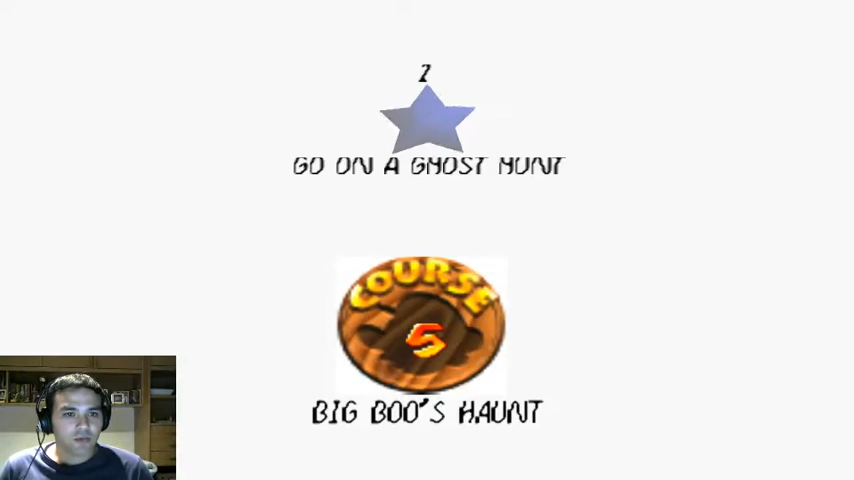 1
GO ON A GHOST HUNT
COURSE
5
BIG BOO'S HAUNT